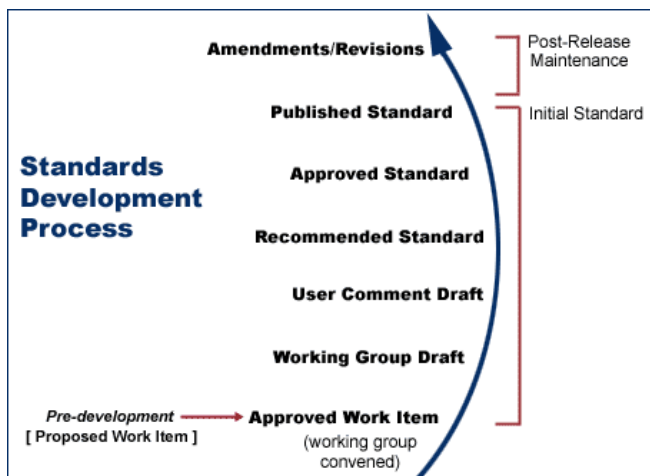 Amendments/Revisions
Post-Release
Maintenance
Published Standard
Initial Standard
Standards
Development
Process
Approved Standard
Recommended Standard
User Comment Draft
Working Group Draft
Pre-development
[ Proposed Work Item ]
Approved Work Item
(working group
convened)